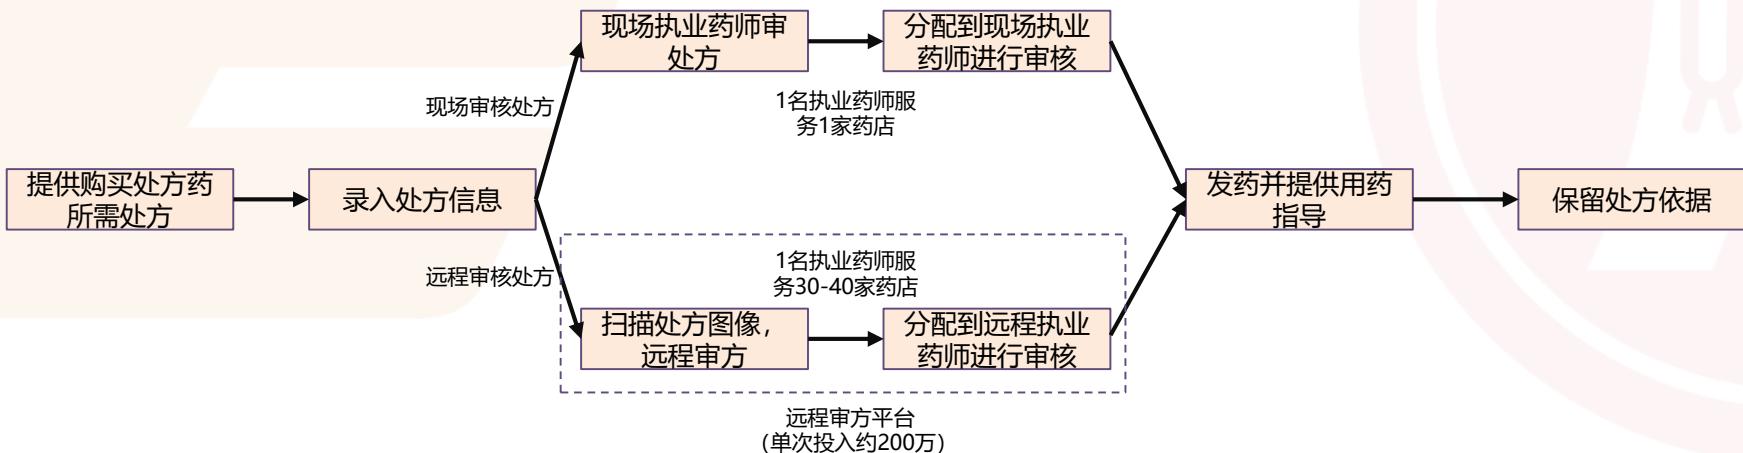 现场执业药师审
处方
分配到现场执业
药师进行审核
现场审核处方
1名执业药师服
务1家药店
提供购买处方药
所需处方
录入处方信息
发药并提供用药
指导
保留处方依据
远程审核处方
1名执业药师服
务30-40家药店
扫描处方图像，
远程审方
分配到远程执业
药师进行审核
远程审方平台
（单次投入约200万）